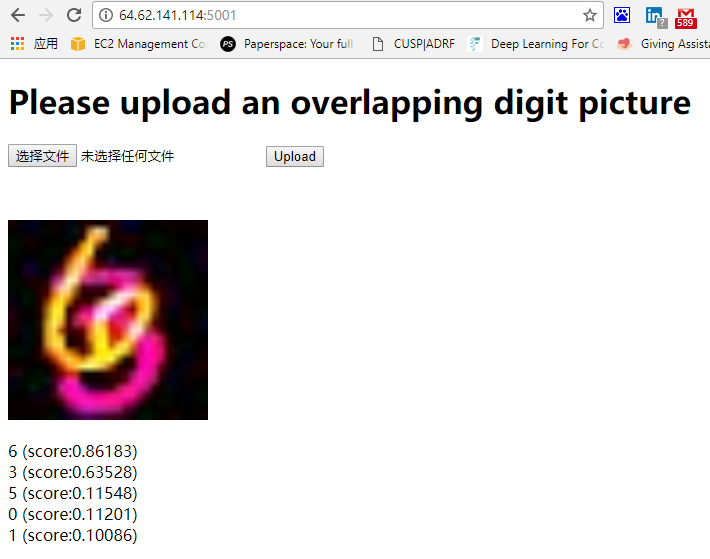 64.62.141.114:5001
应用 EC2 Management Co Paperspace: Your full CUSP|ADRF Deep Learning For Co Giving Assista
PS
in ? 589
Please upload an overlapping digit picture
选择文件 未选择任何文件 Upload
6 (score:0.86183)
3 (score:0.63528)
5 (score:0.11548)
0 (score:0.11201)
1 (score:0.10086)